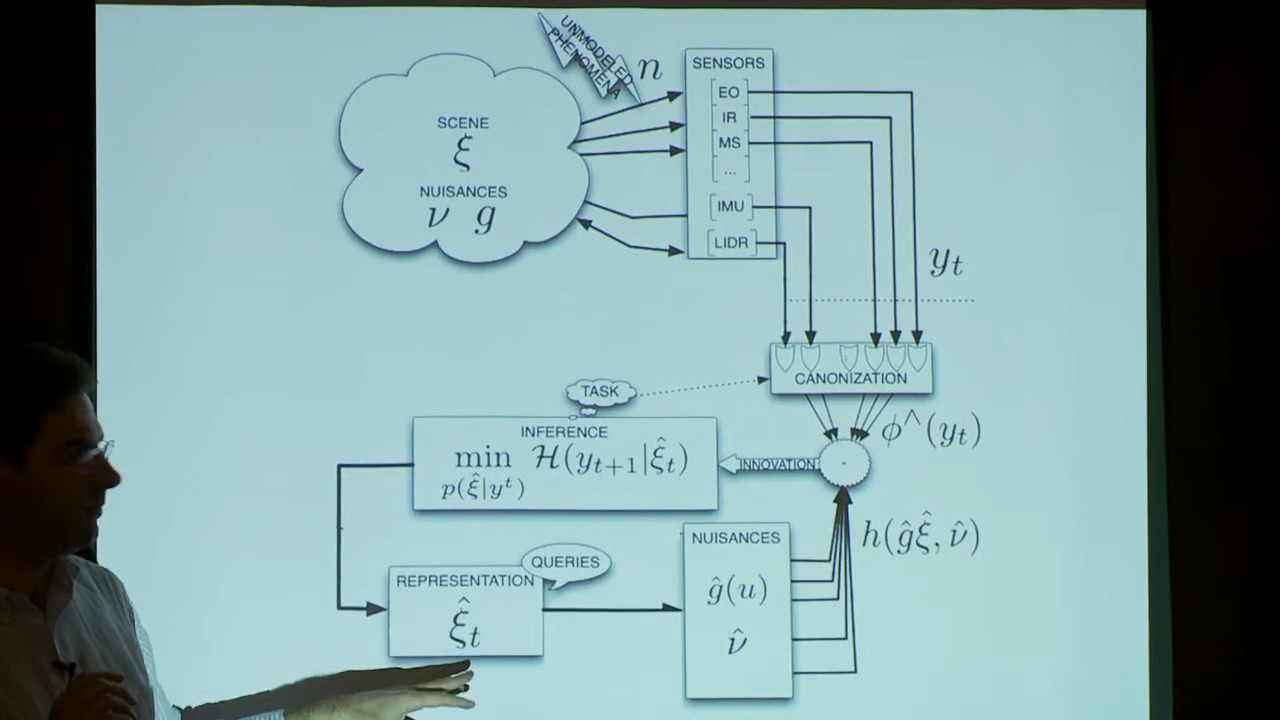 UNMODELED
PHENOMENA
n
SENSORS
EO
IR
MS
...
IMU
LIDR
SCENE
ξ
NUISANCES
ν g
y_t
CANONIZATION
TASK
ϕ^∧(y_t)
INFERENCE
min H(y_{t+1}|ξ̂_t)
p(ξ̂|y^t)
INNOVATION
-
h(ĝξ̂, ν̂)
NUISANCES
ĝ(u)
ν̂
QUERIES
REPRESENTATION
ξ̂_t